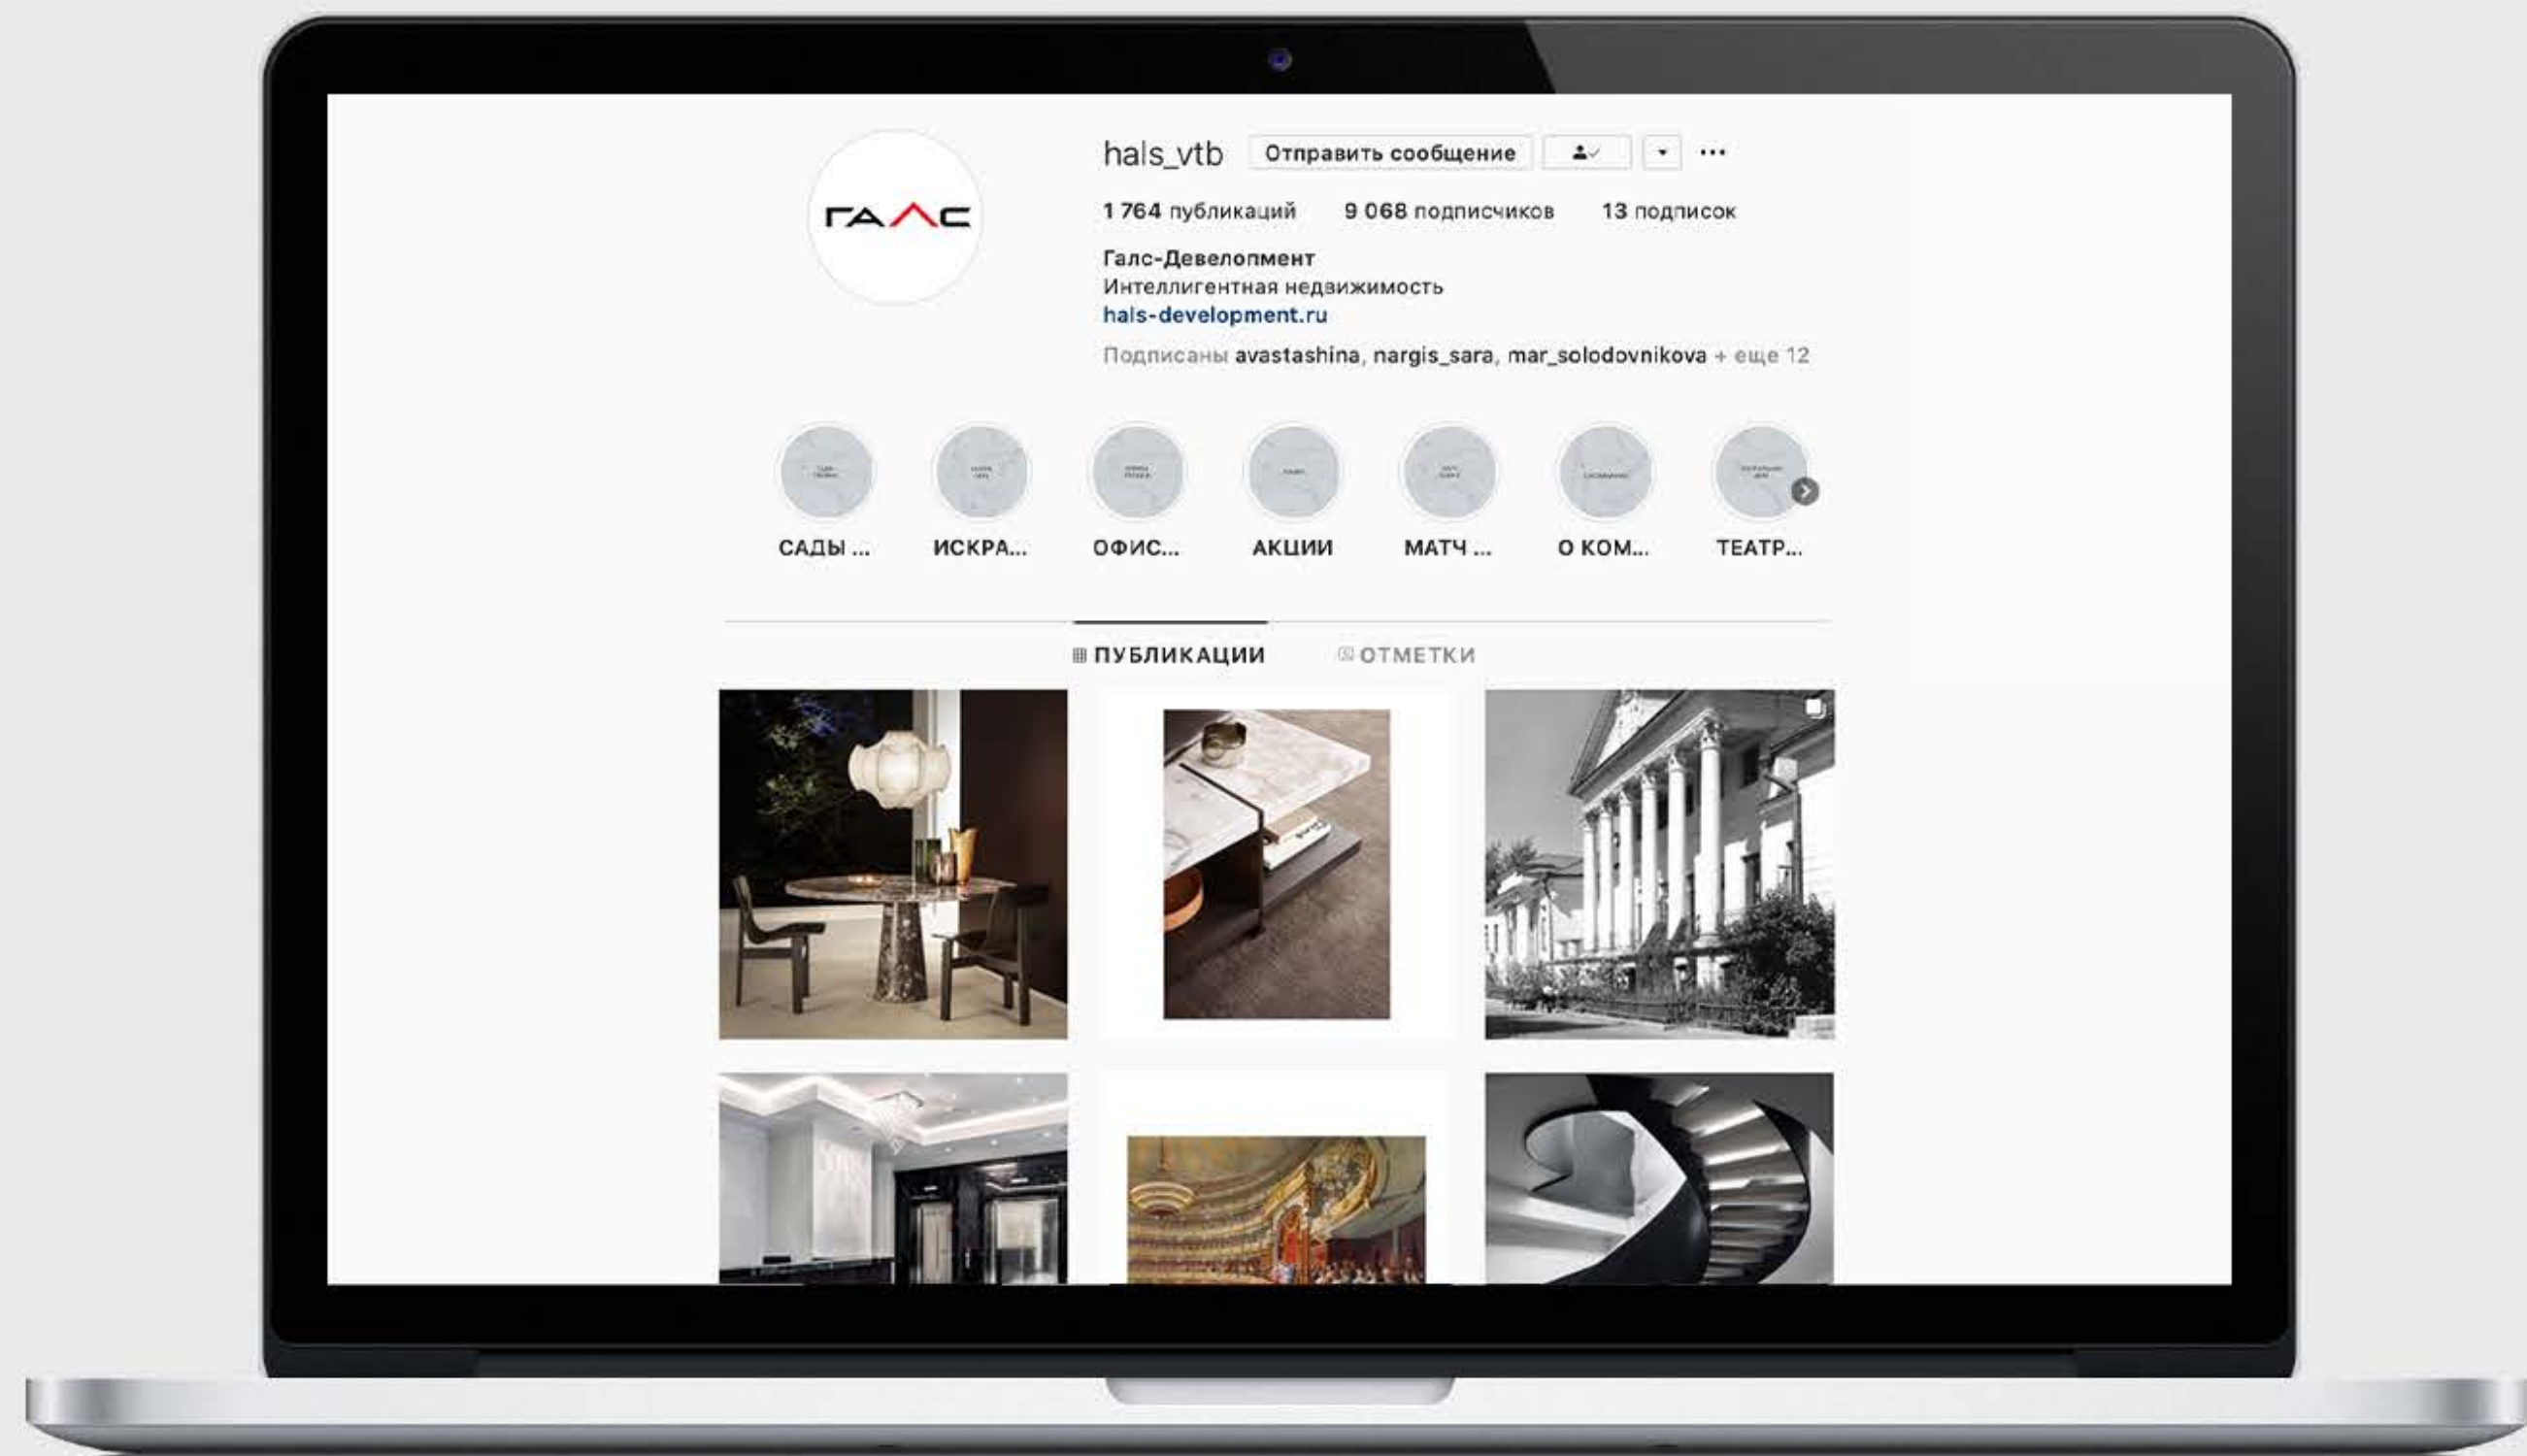 ГАЛС
hals_vtb Отправить сообщение
1 764 публикаций 9 068 подписчиков 13 подписок
Галс-Девелопмент
Интеллигентная недвижимость
hals-development.ru
Подписаны avastashina, nargis_sara, mar_solodovnikova + еще 12
САДЫ ... ИСКРА... ОФИС... АКЦИИ МАТЧ ... О КОМ... ТЕАТР...
ПУБЛИКАЦИИ ОТМЕТКИ